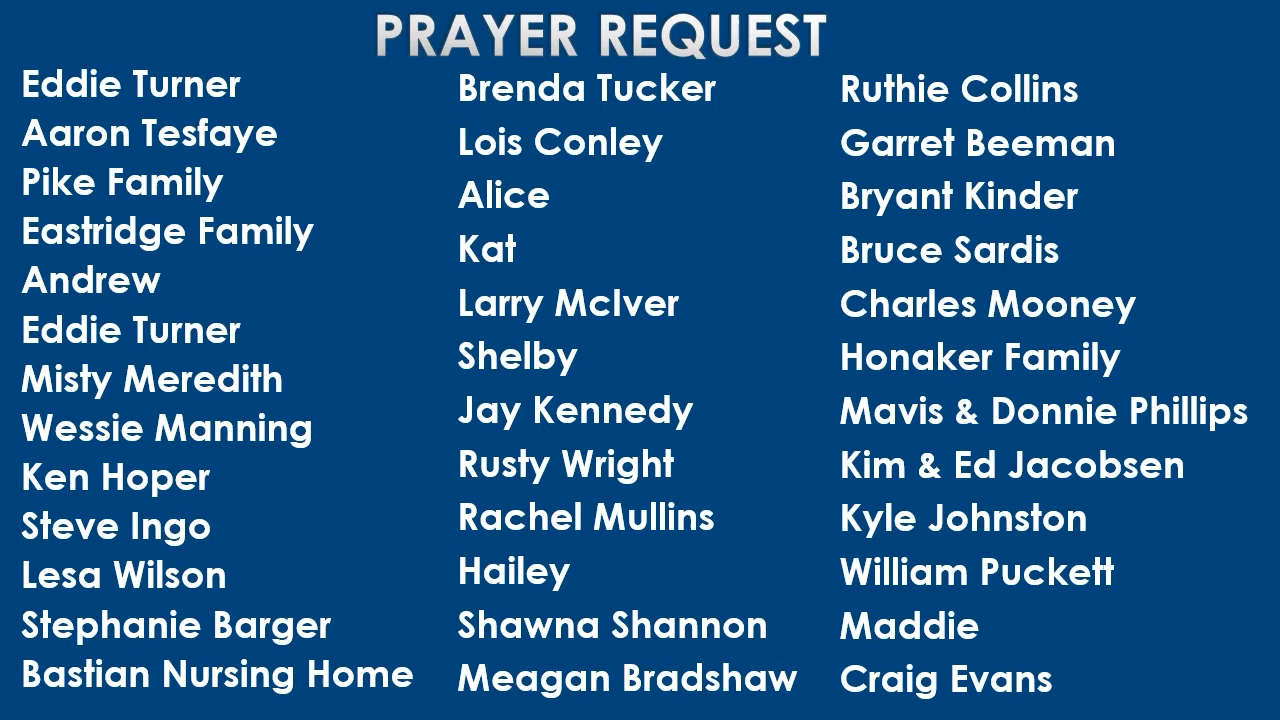 PRAYER REQUEST
Eddie Turner
Aaron Tesfaye
Pike Family
Eastridge Family
Andrew
Eddie Turner
Misty Meredith
Wessie Manning
Ken Hoper
Steve Ingo
Lesa Wilson
Stephanie Barger
Bastian Nursing Home
Brenda Tucker
Lois Conley
Alice
Kat
Larry McIver
Shelby
Jay Kennedy
Rusty Wright
Rachel Mullins
Hailey
Shawna Shannon
Meagan Bradshaw
Ruthie Collins
Garret Beeman
Bryant Kinder
Bruce Sardis
Charles Mooney
Honaker Family
Mavis & Donnie Phillips
Kim & Ed Jacobsen
Kyle Johnston
William Puckett
Maddie
Craig Evans